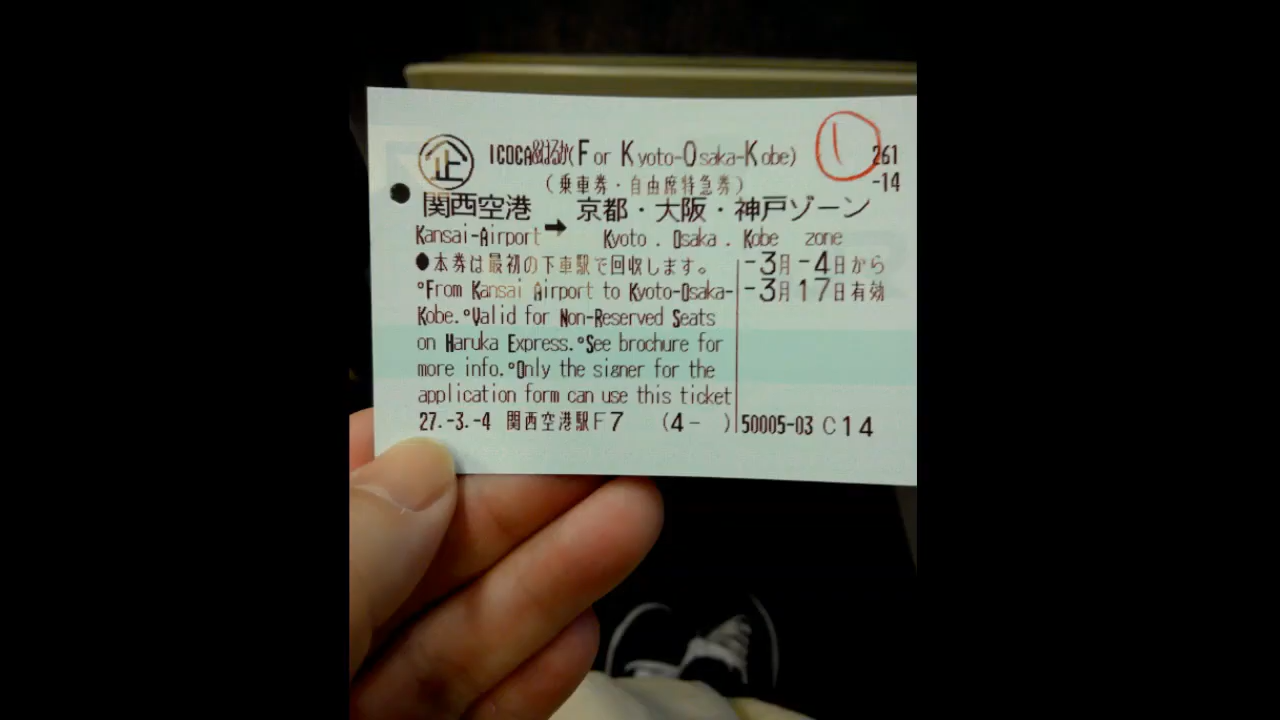 企 ICOCA&はるか(For Kyoto-Osaka-Kobe) 1 261
(乗車券・自由席特急券) -14
関西空港 → 京都・大阪・神戸ゾーン
Kansai-Airport Kyoto . Osaka . Kobe zone
●本券は最初の下車駅で回収します。 -3月-4日から
°From Kansai Airport to Kyoto-Osaka- -3月17日有効
Kobe.°Valid for Non-Reserved Seats
on Haruka Express.°See brochure for
more info.°Only the signer for the
application form can use this ticket
27.-3.-4 関西空港駅F7 (4- ) 50005-03 C14